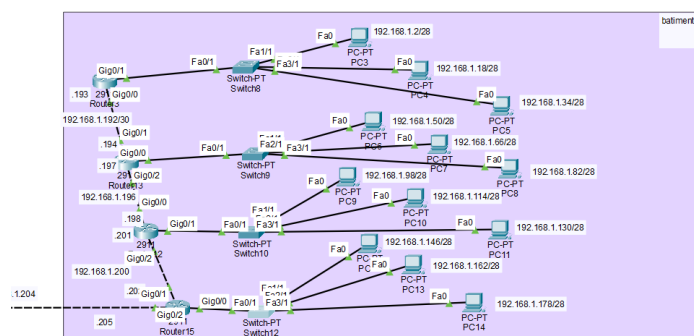 batiment
Fa0
192.168.1.2/28
PC-PT
PC3
Fa1/1
Fa0/1
Fa3/1
Fa0
192.168.1.18/28
PC-PT
PC4
Switch-PT
Switch8
Gig0/1
.193
Gig0/0
Router3
Fa0
192.168.1.34/28
PC-PT
PC5
192.168.1.192/30
Gig0/1
.194
Gig0/0
.197
Gig0/2
Fa0
192.168.1.50/28
PC-PT
Fa0/1
Fa2/1
Fa3/1
Switch-PT
Switch9
Fa0
192.168.1.66/28
PC-PT
PC7
Fa0
192.168.1.82/28
PC-PT
PC8
192.168.1.196
Gig0/0
.198
.201
Gig0/1
Gig0/2
Fa0
192.168.1.98/28
PC-PT
PC9
Fa0/1
Fa3/1
Switch-PT
Switch10
Fa0
192.168.1.114/28
PC-PT
PC10
Fa0
192.168.1.130/28
PC-PT
PC11
192.168.1.200
Gig0/1
Gig0/0
Gig0/2
Router15
.205
Fa0
192.168.1.146/28
PC-PT
Fa0/1
Fa3/1
Switch-PT
Switch12
Fa0
192.168.1.162/28
PC-PT
PC13
Fa0
192.168.1.178/28
PC-PT
PC14